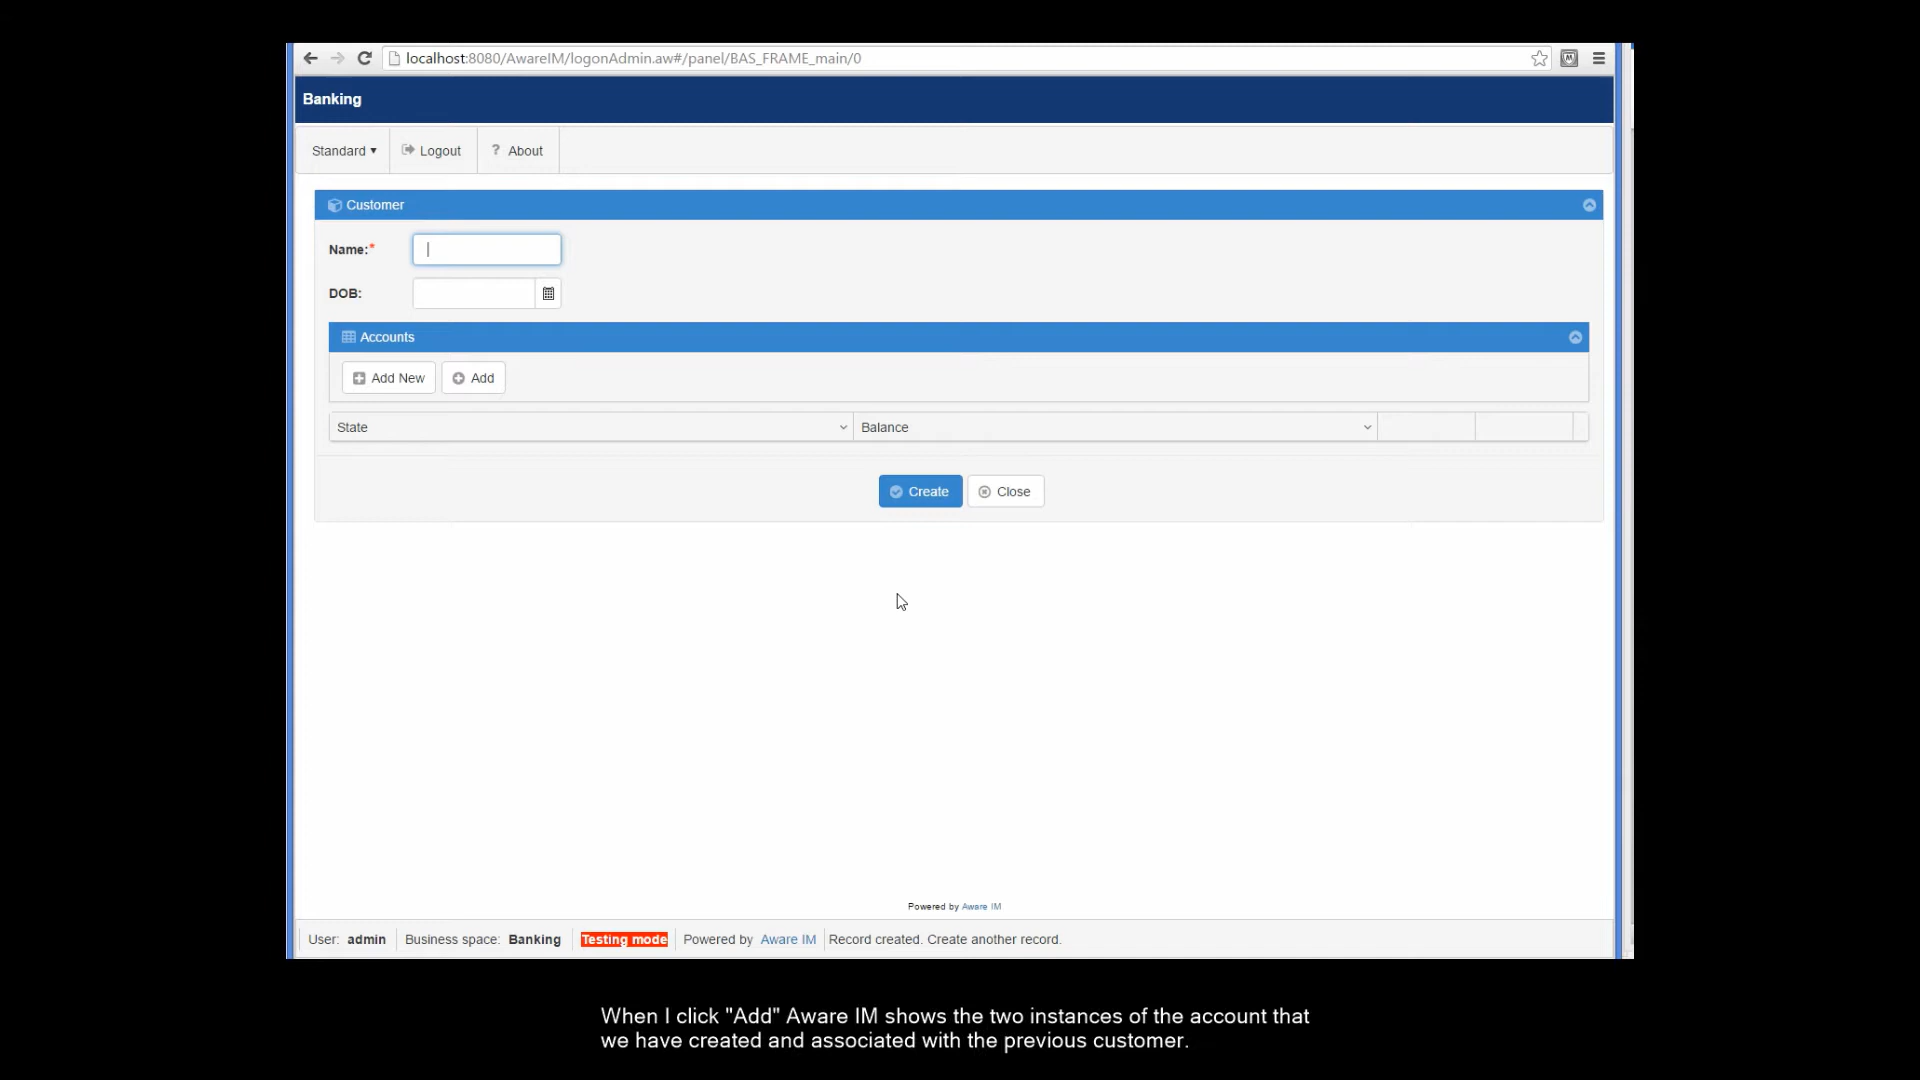 localhost:8080/AwareIM/logonAdmin.aw#/panel/BAS_FRAME_main/0
Banking
Standard Logout ? About
Customer
Name:*
DOB:
Accounts
Add New Add
State Balance
Create Close
Powered by Aware IM
User: admin Business space: Banking Testing mode Powered by Aware IM Record created. Create another record.
When I click "Add" Aware IM shows the two instances of the account that
we have created and associated with the previous customer.